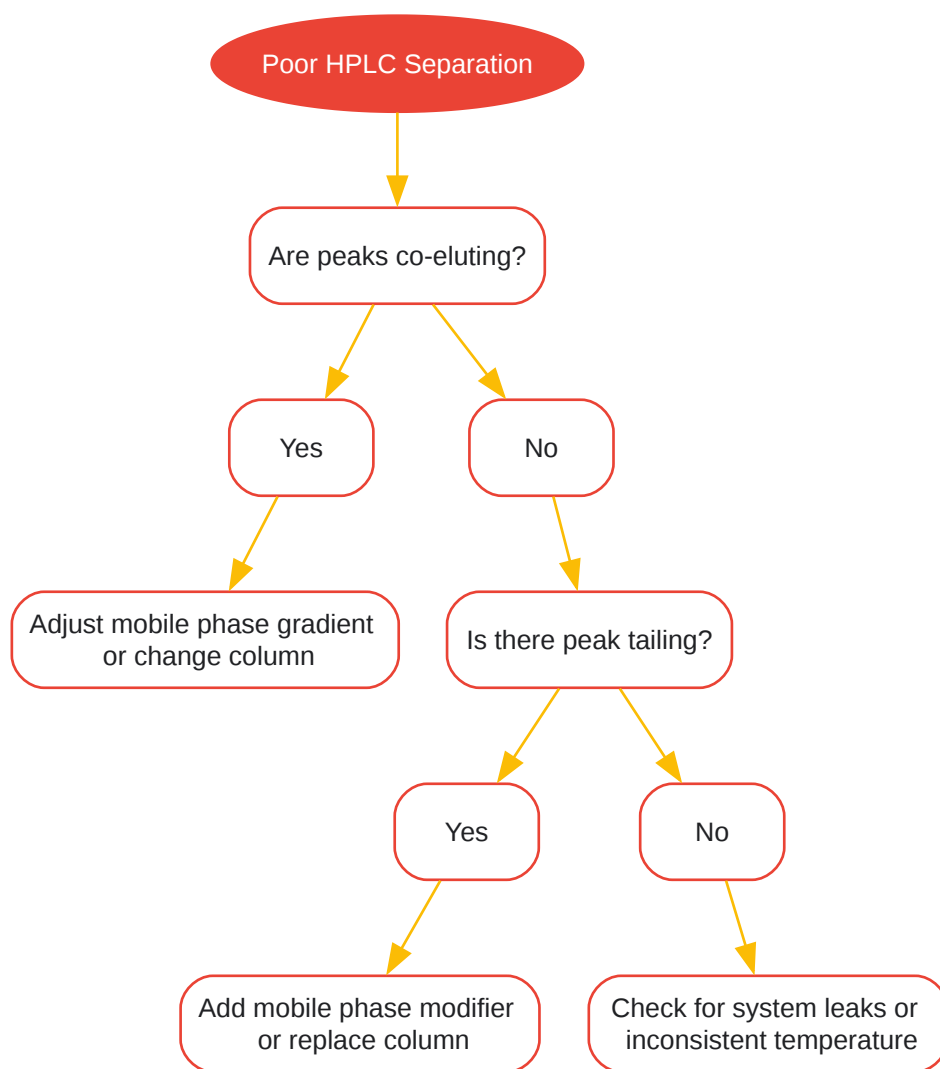 Poor HPLC Separation
Are peaks co-eluting?
Yes
No
Adjust mobile phase gradient
or change column
Is there peak tailing?
Yes
No
Add mobile phase modifier
or replace column
Check for system leaks or
inconsistent temperature